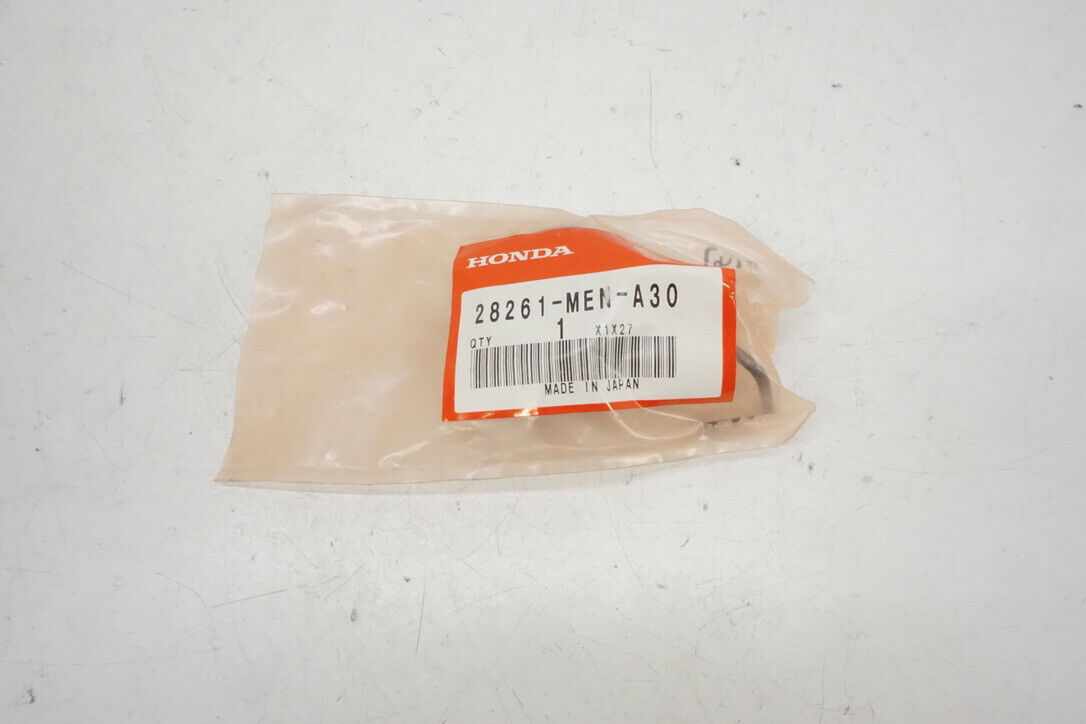 HONDA
28261-MEN-A30
QTY 1 X1X27
MADE IN JAPAN